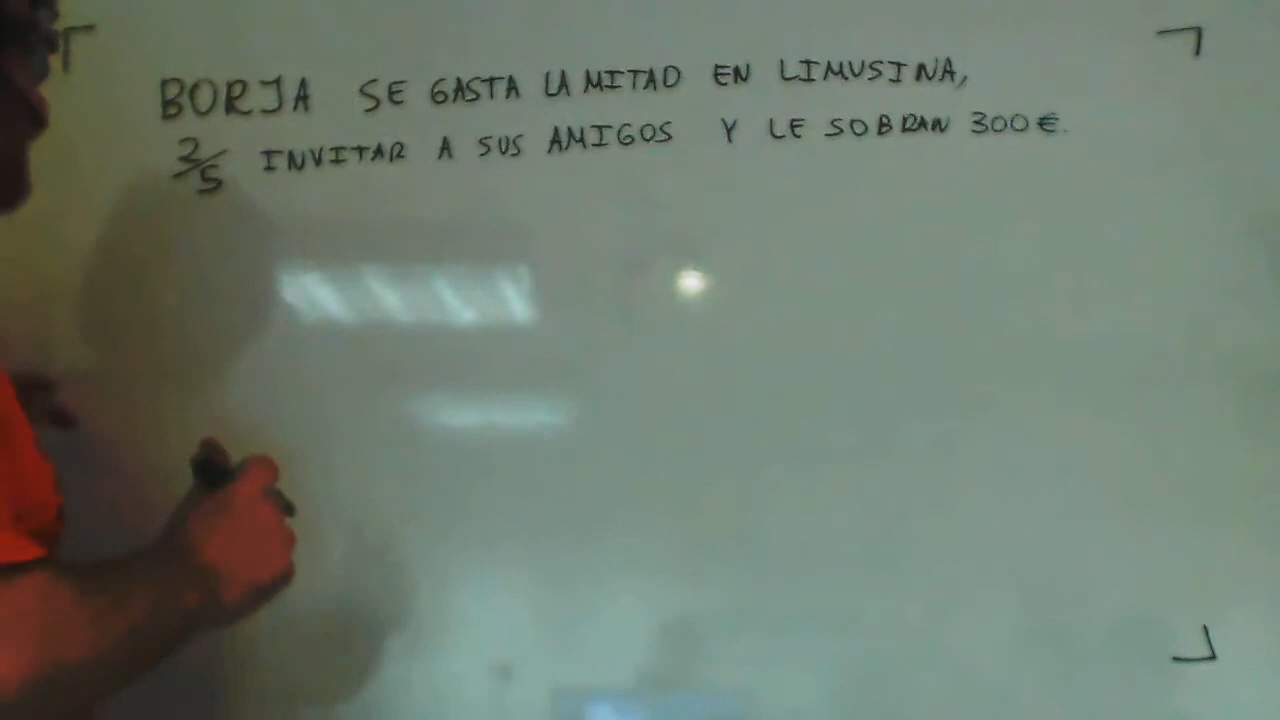 BORJA SE GASTA LA MITAD EN LIMUSINA,
2/5 INVITAR A SUS AMIGOS Y LE SOBRAN 300€.